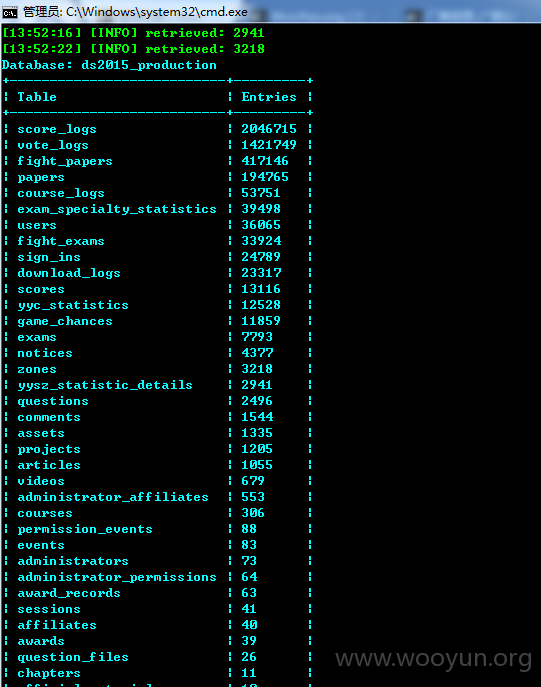 管理员: C:\Windows\system32\cmd.exe
[13:52:16] [INFO] retrieved: 2941
[13:52:22] [INFO] retrieved: 3218
Database: ds2015_production
+----------------------------+---------+
| Table | Entries |
+----------------------------+---------+
| score_logs | 2046715 |
| vote_logs | 1421749 |
| fight_papers | 417146 |
| papers | 194765 |
| course_logs | 53751 |
| exam_specialty_statistics | 39498 |
| users | 36065 |
| fight_exams | 33924 |
| sign_ins | 24789 |
| download_logs | 23317 |
| scores | 13116 |
| yyc_statistics | 12528 |
| game_chances | 11859 |
| exams | 7793 |
| notices | 4377 |
| zones | 3218 |
| yysz_statistic_details | 2941 |
| questions | 2496 |
| comments | 1544 |
| assets | 1335 |
| projects | 1205 |
| articles | 1055 |
| videos | 679 |
| administrator_affiliates | 553 |
| courses | 306 |
| permission_events | 88 |
| events | 83 |
| administrators | 73 |
| administrator_permissions | 64 |
| award_records | 63 |
| sessions | 41 |
| affiliates | 40 |
| awards | 39 |
| question_files | 26 |
| chapters | 11 |
www.wooyun.org